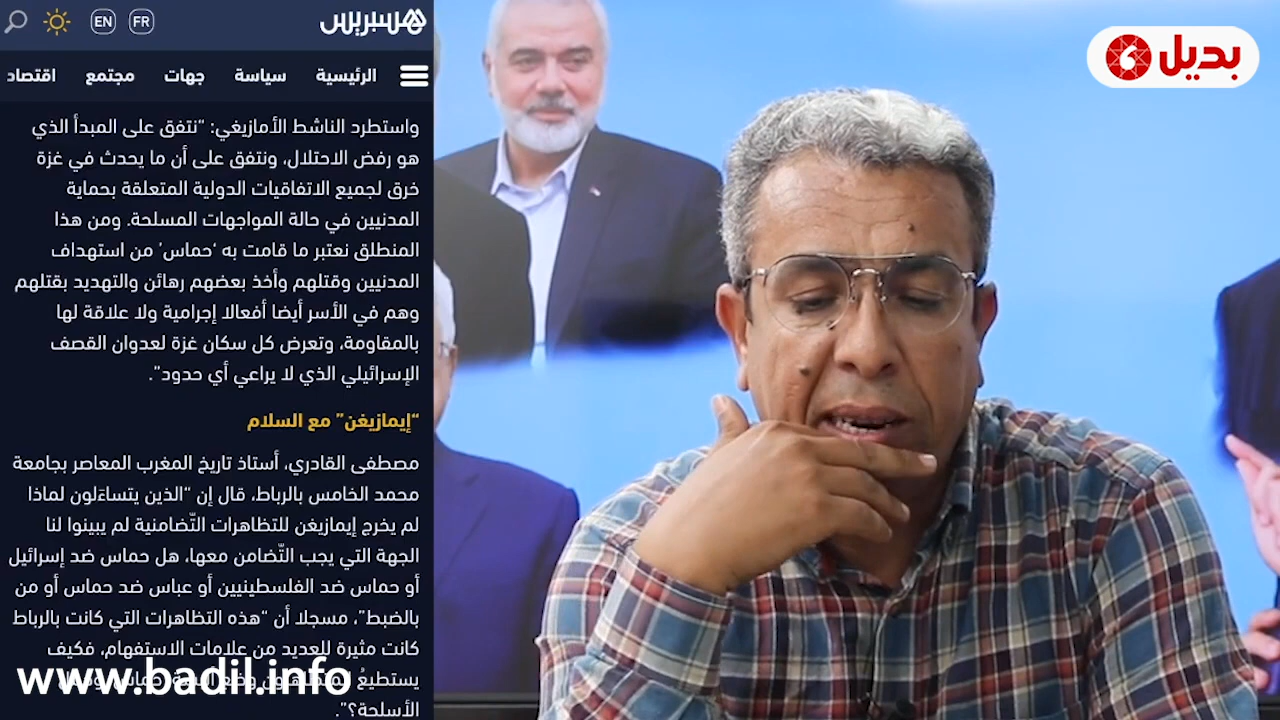 هسبريس
FR
EN
الرئيسية
سياسة
جهات
مجتمع
اقتصاد
بديل
واستطرد الناشط الأمازيغي: “نتفق على المبدأ الذي
هو رفض الاحتلال، ونتفق على أن ما يحدث في غزة
خرق لجميع الاتفاقيات الدولية المتعلقة بحماية
المدنيين في حالة المواجهات المسلحة. ومن هذا
المنطلق نعتبر ما قامت به ‘حماس’ من استهداف
المدنيين وقتلهم وأخذ بعضهم رهائن والتهديد بقتلهم
وهم في الأسر أيضا أفعالا إجرامية ولا علاقة لها
بالمقاومة، وتعرض كل سكان غزة لعدوان القصف
الإسرائيلي الذي لا يراعي أي حدود”.
“إيمازيغن” مع السلام
مصطفى القادري، أستاذ تاريخ المغرب المعاصر بجامعة
محمد الخامس بالرباط، قال إن “الذين يتساءلون لماذا
لم يخرج إيمازيغن للتظاهرات التّضامنية لم يبينوا لنا
الجهة التي يجب التّضامن معها، هل حماس ضد إسرائيل
أو حماس ضد الفلسطينيين أو عباس ضد حماس أو من
بالضبط”، مسجلا أن “هذه التظاهرات التي كانت بالرباط
كانت مثيرة للعديد من علامات الاستفهام، فكيف
يستطيعُ
الأسلحة؟”.
www.badil.info